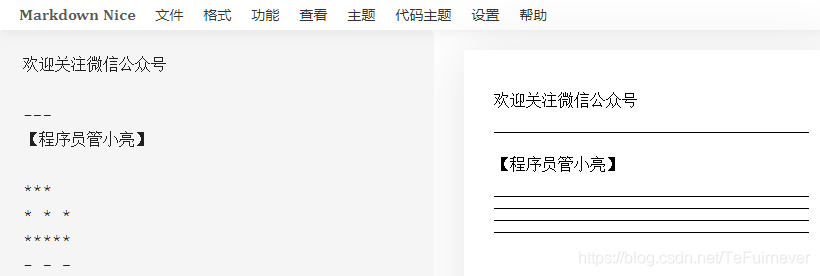 Markdown Nice 文件 格式 功能 查看 主题 代码主题 设置 帮助
欢迎关注微信公众号
---
【程序员管小亮】
***
* * *
*****
- - -
欢迎关注微信公众号
【程序员管小亮】
https://blog.csdn.net/TeFuirnever